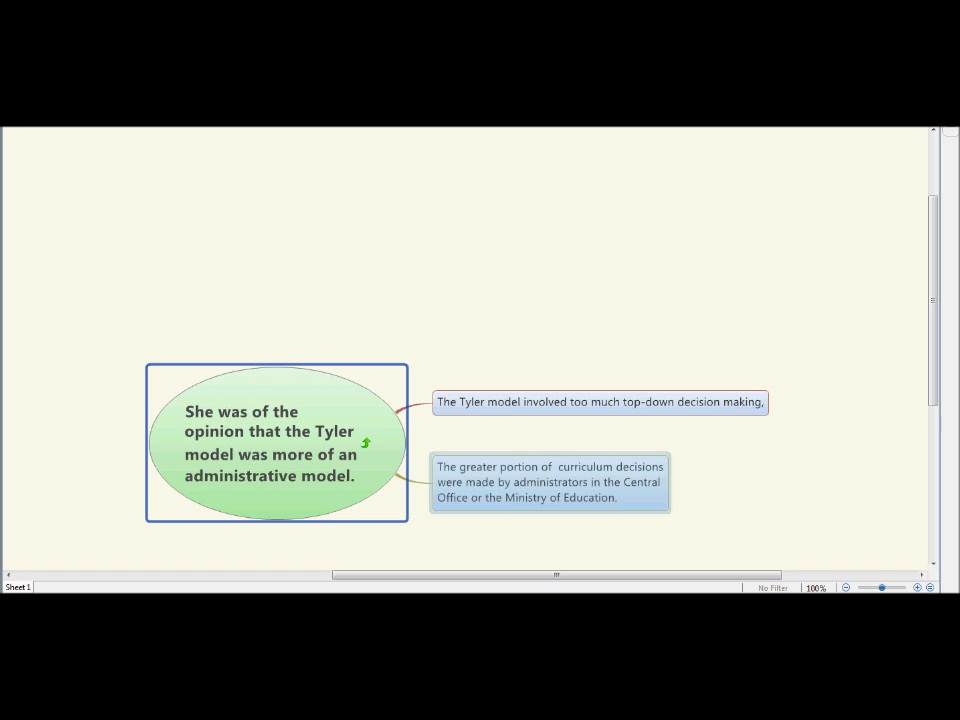 She was of the
opinion that the Tyler
model was more of an
administrative model.
The Tyler model involved too much top-down decision making,
The greater portion of curriculum decisions
were made by administrators in the Central
Office or the Ministry of Education.
Sheet 1
No Filter
100%